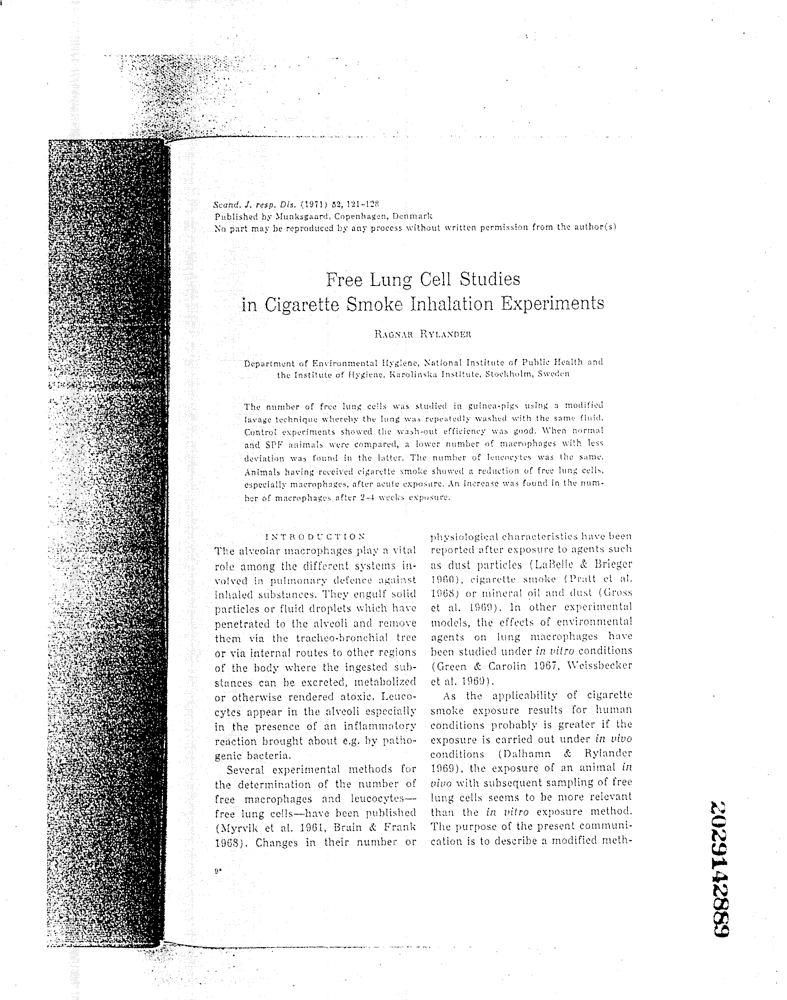 Scand. J. resp. Dis. (1971) 52, 121-128
Published by Munksgaard, Copenhagen, Denmark
No part may be reproduced by any process without written permission from the author(s)
Free Lung Cell Studies
in Cigarette Smoke Inhalation Experiments
RAGNAR RYLANDER
Department of Environmental Hygiene, National Institute of Public Health and
the Institute of Hygiene, Karolinska Institute, Stockholm, Sweden
The number of free lung cells was studied in guinea-pigs using a modified
lavage technique whereby the lung was repeatedly washed with the same fluid.
Control experiments showed the wash-out efficiency was good. When normal
and SPF animals were compared, a lower number of macrophages with less
deviation was found in the latter. The number of leucocytes was the same.
Animals having received cigarette smoke showed a reduction of free lung cells,
especially macrophages, after acute exposure. An increase was found in the num-
ber of macrophages after 2-4 weeks exposure.
INTRODUCTION
The alveolar macrophages play a vital
role among the different systems in-
volved in pulmonary defence against
inhaled substances. They engulf solid
particles or fluid droplets which have
penetrated to the alveoli and remove
them via the tracheo-bronchial tree
or via internal routes to other regions
of the body where the ingested sub-
stances can be excreted, metabolized
or otherwise rendered atoxic. Leuco-
cytes appear in the alveoli especially
in the presence of an inflammatory
reaction brought about e.g. by patho-
genic bacteria.
Several experimental methods for
the determination of the number of
free macrophages and leucocytes—
free lung cells—have been published
(Myrvik et al. 1961, Brain & Frank
1968). Changes in their number or
9*
physiological characteristics have been
reported after exposure to agents such
as dust particles (LaBelle & Brieger
1960), cigarette smoke (Pratt et al.
1968) or mineral oil and dust (Gross
et al. 1969). In other experimental
models, the effects of environmental
agents on lung macrophages have
been studied under in vitro conditions
(Green & Carolin 1967, Weissbecker
et al. 1969).
As the applicability of cigarette
smoke exposure results for human
conditions probably is greater if the
exposure is carried out under in vivo
conditions (Dalhamn & Rylander
1969), the exposure of an animal in
vivo with subsequent sampling of free
lung cells seems to be more relevant
than the in vitro exposure method.
The purpose of the present communi-
cation is to describe a modified meth-
2029142889